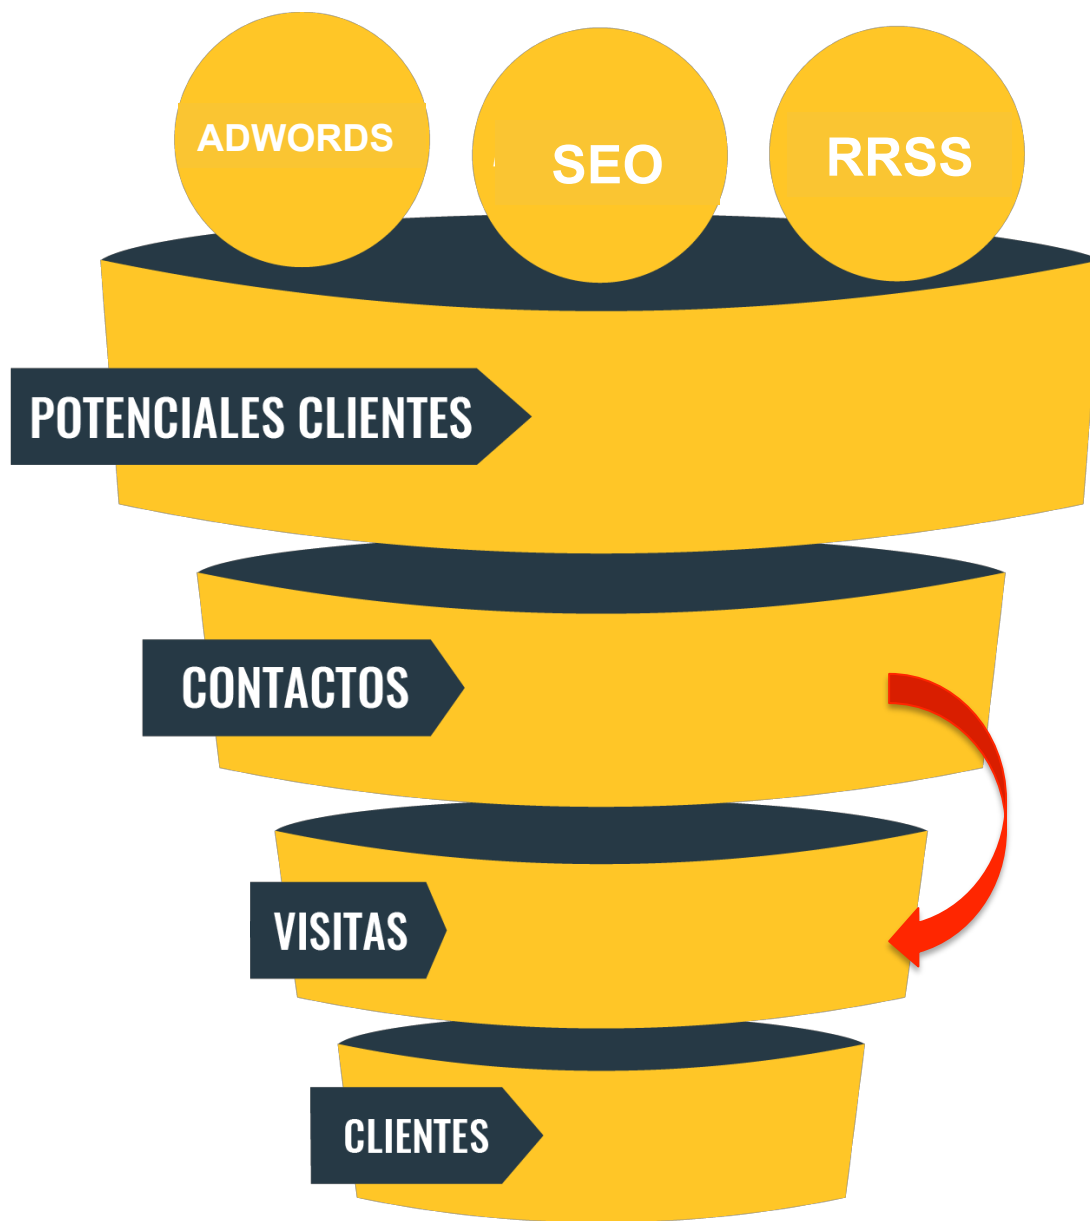 ADWORDS
SEO
RRSS
POTENCIALES CLIENTES
CONTACTOS
VISITAS
CLIENTES